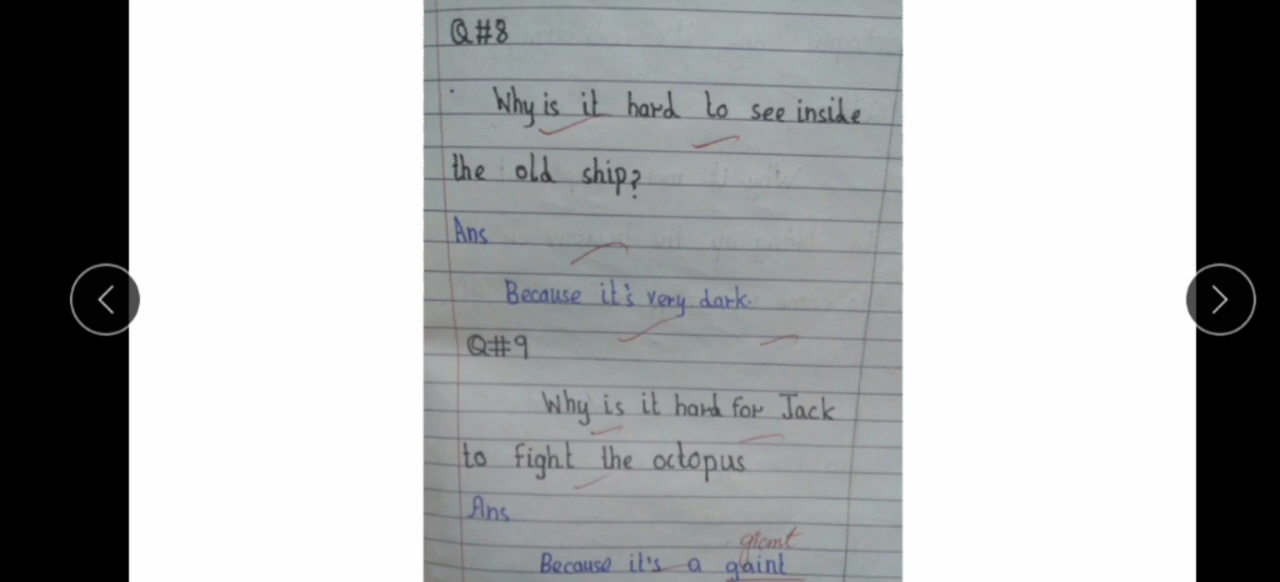 Q#8
Why is it hard to see inside
the old ship?
Ans
Because it's very dark.
Q#9
Why is it hard for Jack
to fight the octopus
Ans
giant
Because it's a gaint